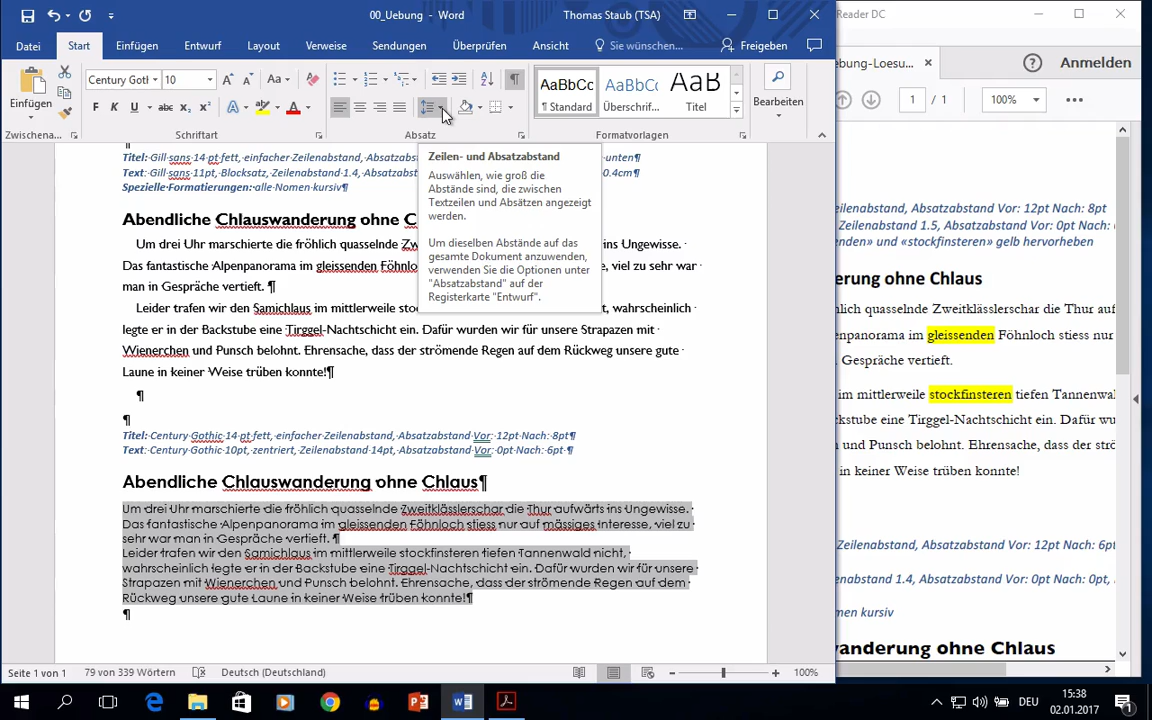 00_Uebung - Word
Thomas Staub (TSA)
Reader DC
Datei
Start
Einfügen
Entwurf
Layout
Verweise
Sendungen
Überprüfen
Ansicht
Sie wünschen...
Freigeben
ebung-Loesu...
Anmelden
Einfügen
Century Gotl
10
AaBbCc
AaBbCc
AaB
¶ Standard
Überschrif...
Titel
Bearbeiten
1 / 1
100%
Zwischena...
Schriftart
Absatz
Formatvorlagen
Zeilen- und Absatzabstand
Auswählen, wie groß die
Abstände sind, die zwischen
Textzeilen und Absätzen angezeigt
werden.
Um dieselben Abstände auf das
gesamte Dokument anzuwenden,
verwenden Sie die Optionen unter
"Absatzabstand" auf der
Registerkarte "Entwurf".
Titel: Gill sans 14 pt fett, einfacher Zeilenabstand, Absatzab
unten¶
Text: Gill sans 11pt, Blocksatz, Zeilenabstand 1.4, Absatzab
0.4cm¶
Spezielle Formatierungen: alle Nomen kursiv¶
Abendliche Chlauswanderung ohne C
Um drei Uhr marschierte die fröhlich quasselnde Zw
ins Ungewisse.
Das fantastische Alpenpanorama im gleissenden Föhnlo
, viel zu sehr war
man in Gespräche vertieft. ¶
Leider trafen wir den Samichlaus im mittlerweile sto
, wahrscheinlich
legte er in der Backstube eine Tirggel-Nachtschicht ein. Dafür wurden wir für unsere Strapazen mit
Wienerchen und Punsch belohnt. Ehrensache, dass der strömende Regen auf dem Rückweg unsere gute
Laune in keiner Weise trüben konnte!¶
¶
¶
Titel: Century Gothic 14 pt fett, einfacher Zeilenabstand, Absatzabstand Vor: 12pt Nach: 8pt¶
Text: Century Gothic 10pt, zentriert, Zeilenabstand 14pt, Absatzabstand Vor: 0pt Nach: 6pt¶
Abendliche Chlauswanderung ohne Chlaus¶
Um drei Uhr marschierte die fröhlich quasselnde Zweitklässlerschar die Thur aufwärts ins Ungewisse.
Das fantastische Alpenpanorama im gleissenden Föhnloch stiess nur auf mässiges Interesse, viel zu
sehr war man in Gespräche vertieft. ¶
Leider trafen wir den Samichlaus im mittlerweile stockfinsteren tiefen Tannenwald nicht,
wahrscheinlich legte er in der Backstube eine Tirggel-Nachtschicht ein. Dafür wurden wir für unsere
Strapazen mit Wienerchen und Punsch belohnt. Ehrensache, dass der strömende Regen auf dem
Rückweg unsere gute Laune in keiner Weise trüben konnte!¶
¶
eilenabstand, Absatzabstand Vor: 12pt Nach: 8pt
Zeilenabstand 1.5, Absatzabstand Vor: 0pt
enden» und «stockfinsteren» gelb hervorheben
erung ohne Chlaus
lich quasselnde Zweitklässlerschar die Thur auf
npanorama im gleissenden Föhnloch stiess nur
Gespräche vertieft.
im mittlerweile stockfinsteren tiefen Tannenwa
ckstube eine Tirggel-Nachtschicht ein. Dafür w
und Punsch belohnt. Ehrensache, dass der strö
in keiner Weise trüben konnte!
Zeilenabstand, Absatzabstand Vor: 12pt Nach: 6pt,
labstand 1.4, Absatzabstand Vor: 0pt Nach: 0pt,
men kursiv
wanderung ohne Chlaus
Seite 1 von 1
79 von 339 Wörtern
Deutsch (Deutschland)
100%
DEU
15:38
02.01.2017